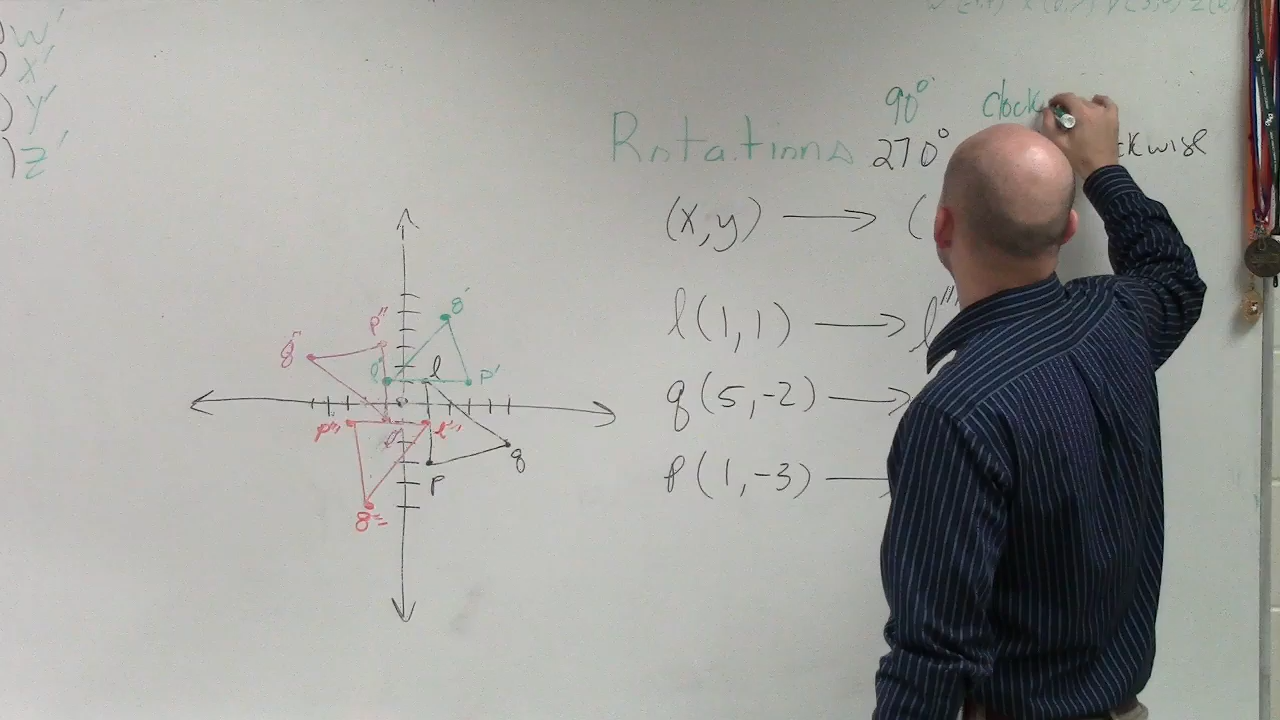 W'
X'
Y'
Z'
90° clock
Rotations 270° ckwise
(x,y) → (
l(1,1) → l'''
q(5,-2) →
p(1,-3) —
q'
p''
q''
l'
l
p'
p'''
l'''
q
p
q'''